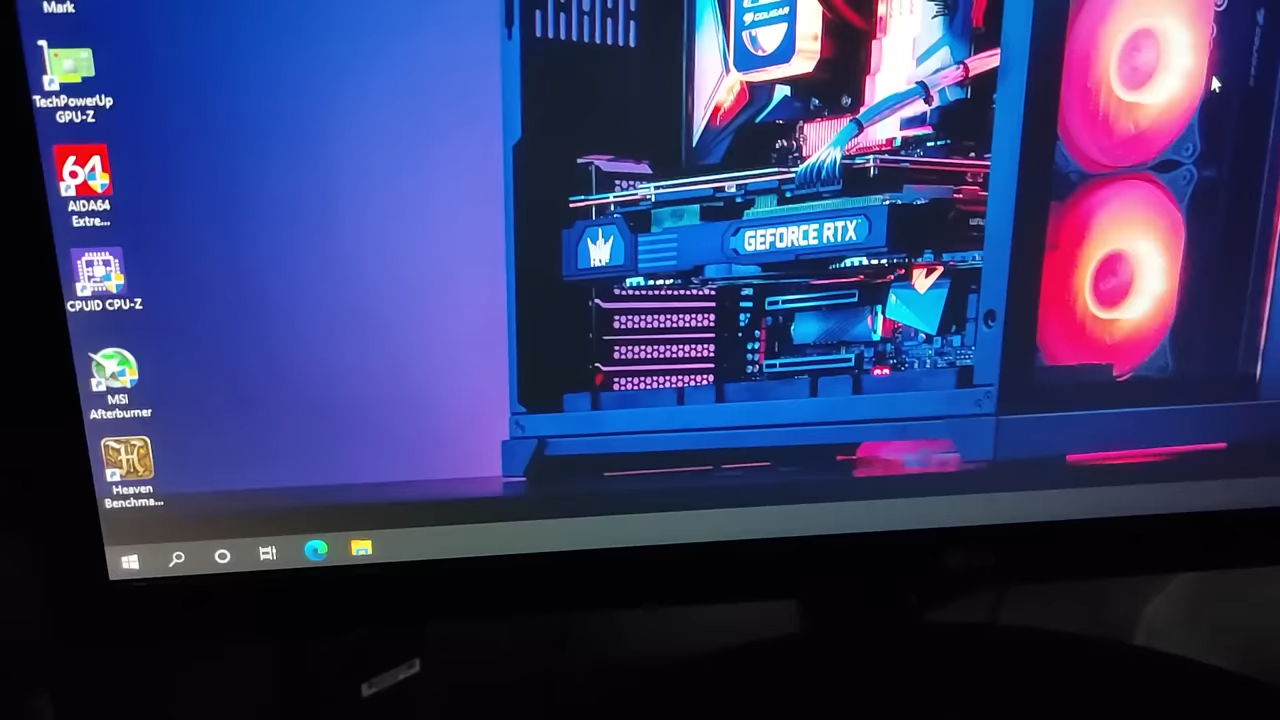 Mark
TechPowerUp
GPU-Z
64
AIDA64
Extre...
CPUID CPU-Z
MSI
Afterburner
H
Heaven
Benchma...
COUGAR
GEFORCE RTX